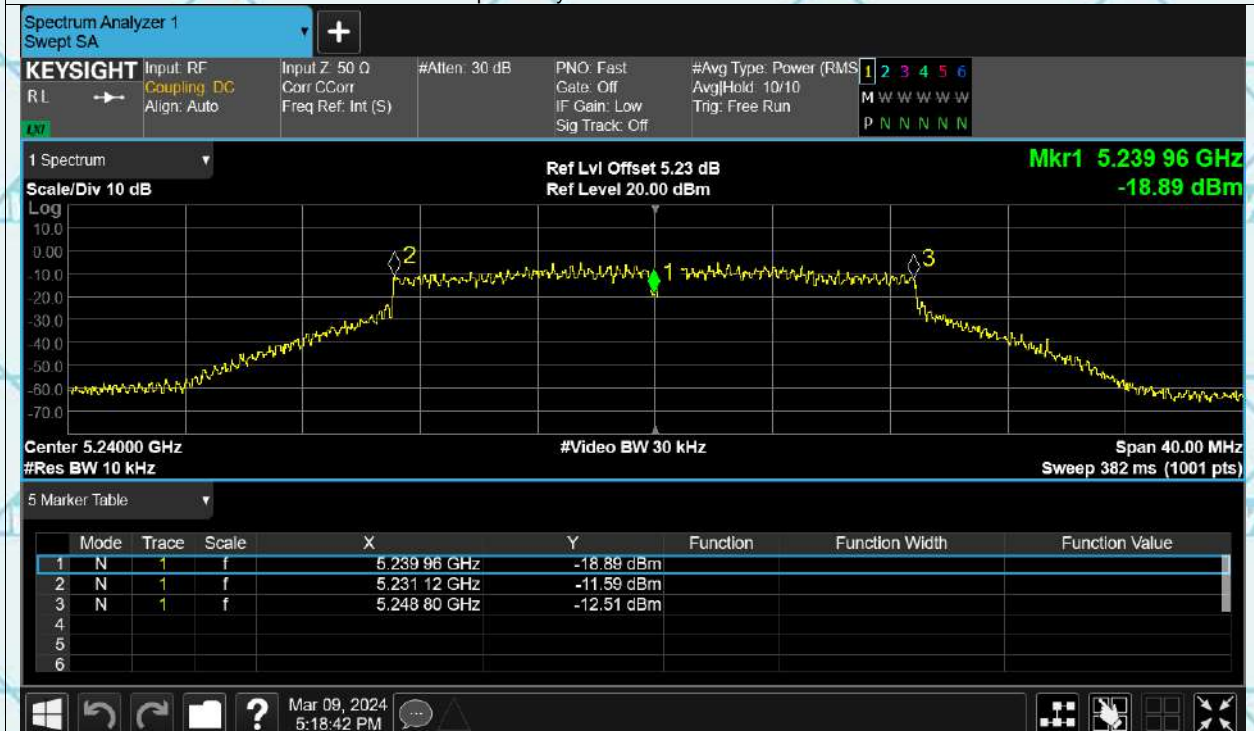 Spectrum Analyzer 1
Swept SA
+
KEYSIGHT
RL
LXI
Input: RF
Coupling: DC
Align: Auto
Input Z: 50 Ω
Corr CCorr
Freq Ref: Int (S)
#Atten: 30 dB
PNO: Fast
Gate: Off
IF Gain: Low
Sig Track: Off
#Avg Type: Power (RMS
Avg|Hold: 10/10
Trig: Free Run
1 2 3 4 5 6
M W W W W W
P N N N N N
1 Spectrum
Scale/Div 10 dB
Ref Lvl Offset 5.23 dB
Ref Level 20.00 dBm
Mkr1 5.239 96 GHz
-18.89 dBm
Log
10.0
0.00
-10.0
-20.0
-30.0
-40.0
-50.0
-60.0
-70.0
2
1
3
Center 5.24000 GHz
#Video BW 30 kHz
Span 40.00 MHz
#Res BW 10 kHz
Sweep 382 ms (1001 pts)
5 Marker Table
Mode Trace Scale X Y Function Function Width Function Value
1 N 1 f 5.239 96 GHz -18.89 dBm
2 N 1 f 5.231 12 GHz -11.59 dBm
3 N 1 f 5.248 80 GHz -12.51 dBm
4
5
6
?
Mar 09, 2024
5:18:42 PM